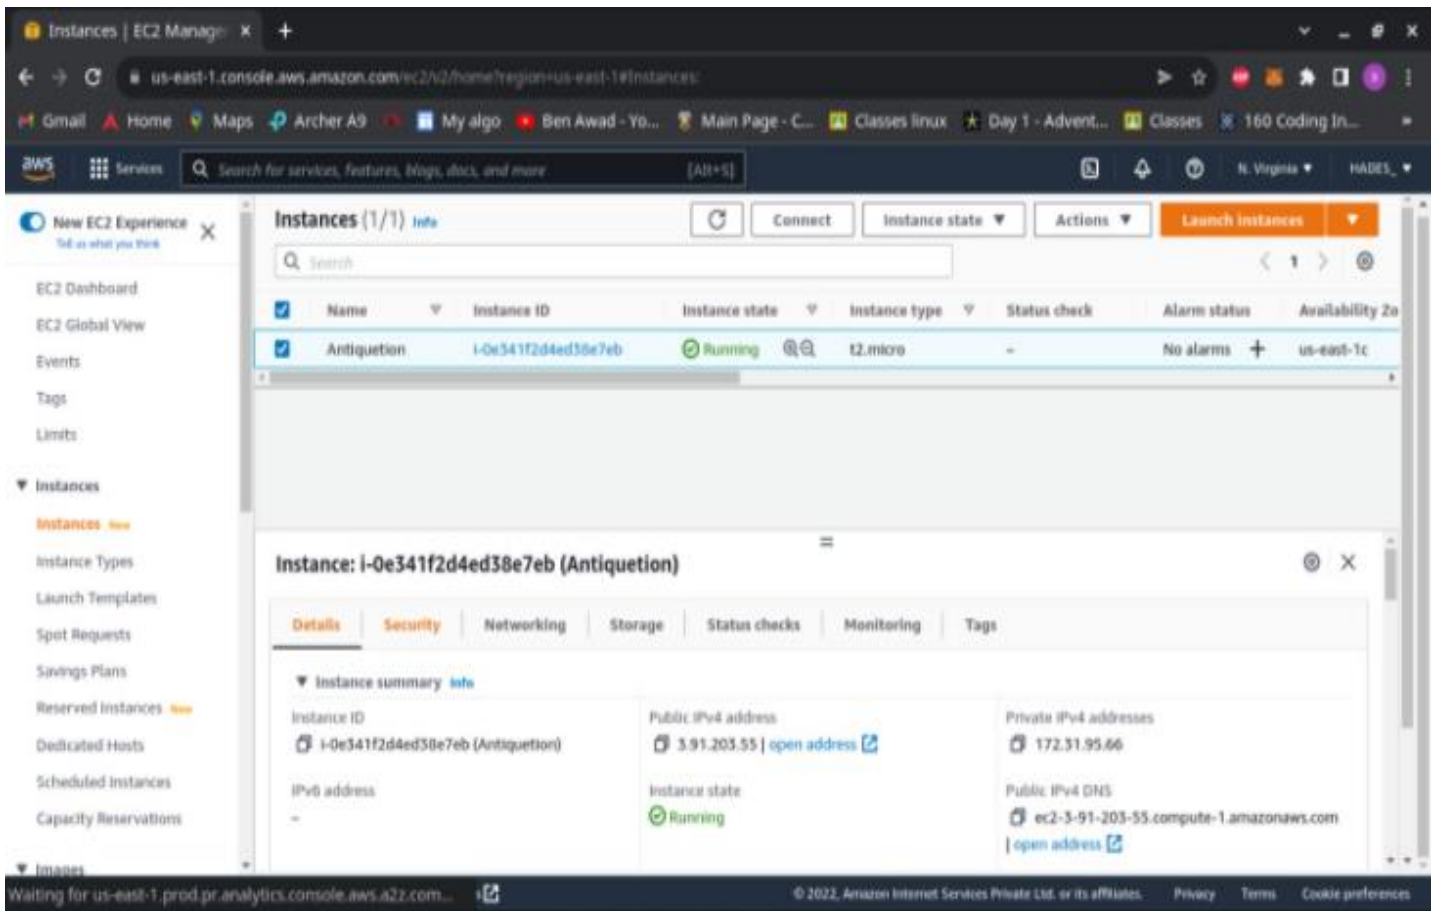 Instances | EC2 Manage
us-east-1.console.aws.amazon.com/ec2/v2/home?region=us-east-1#Instances:
Gmail Home Maps Archer A9 My algo Ben Awad - Yo... Main Page - C... Classes linux Day 1 - Advent... Classes 160 Coding In...
aws Services Search for services, features, blogs, docs, and more [Alt+S] N. Virginia HADES_
New EC2 Experience
Tell us what you think
EC2 Dashboard
EC2 Global View
Events
Tags
Limits
Instances
Instances New
Instance Types
Launch Templates
Spot Requests
Savings Plans
Reserved Instances New
Dedicated Hosts
Scheduled Instances
Capacity Reservations
Images
Instances (1/1) Info Connect Instance state Actions Launch instances
Search
1
Name Instance ID Instance state Instance type Status check Alarm status Availability Zo
Antiquetion i-0e341f2d4ed38e7eb Running t2.micro – No alarms + us-east-1c
Instance: i-0e341f2d4ed38e7eb (Antiquetion)
Details Security Networking Storage Status checks Monitoring Tags
Instance summary Info
Instance ID
i-0e341f2d4ed38e7eb (Antiquetion)
Public IPv4 address
3.91.203.55 | open address
Private IPv4 addresses
172.31.95.66
IPv6 address
–
Instance state
Running
Public IPv4 DNS
ec2-3-91-203-55.compute-1.amazonaws.com
| open address
Waiting for us-east-1.prod.pr.analytics.console.aws.a2z.com...
© 2022, Amazon Internet Services Private Ltd. or its affiliates. Privacy Terms Cookie preferences